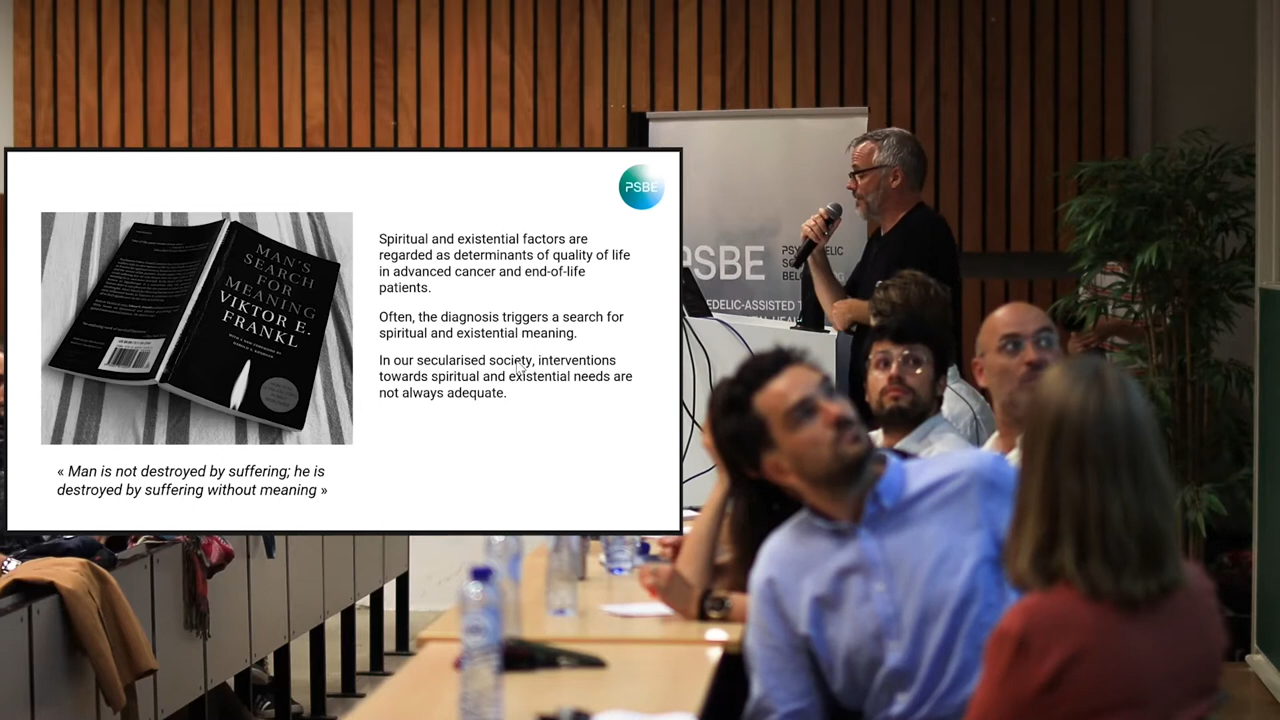 PSBE
MAN'S
SEARCH
FOR
MEANING
VIKTOR E.
FRANKL
Spiritual and existential factors are
regarded as determinants of quality of life
in advanced cancer and end-of-life
patients.
Often, the diagnosis triggers a search for
spiritual and existential meaning.
In our secularised society, interventions
towards spiritual and existential needs are
not always adequate.
« Man is not destroyed by suffering; he is
destroyed by suffering without meaning »
PSBE